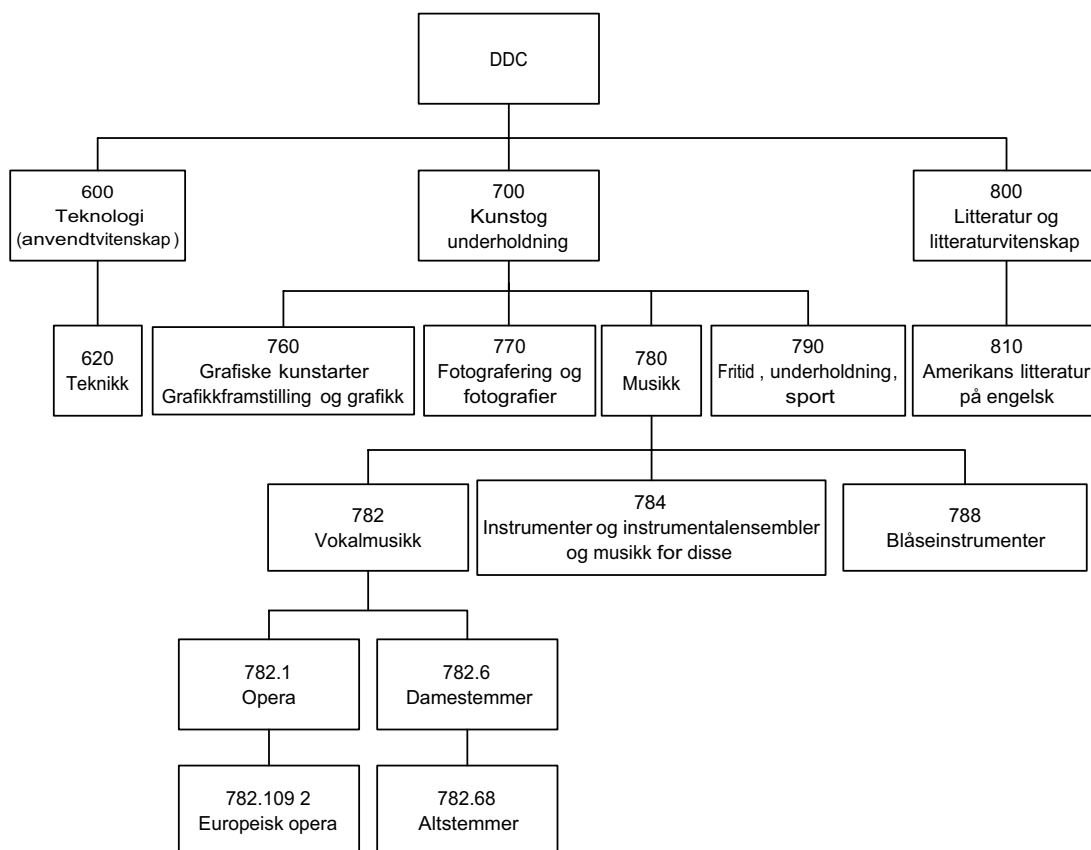 DDC
600
Teknologi
(anvendtvitenskap )
700
Kunstog
underholdning
800
Litteratur og
litteraturvitenskap
620
Teknikk
760
Grafiske kunstarter
Grafikkframstilling og grafikk
770
Fotografering og
fotografier
780
Musikk
790
Fritid , underholdning,
sport
810
Amerikans litteratur
på engelsk
782
Vokalmusikk
784
Instrumenter og instrumentalensembler
og musikk for disse
788
Blåseinstrumenter
782.1
Opera
782.6
Damestemmer
782.109 2
Europeisk opera
782.68
Altstemmer